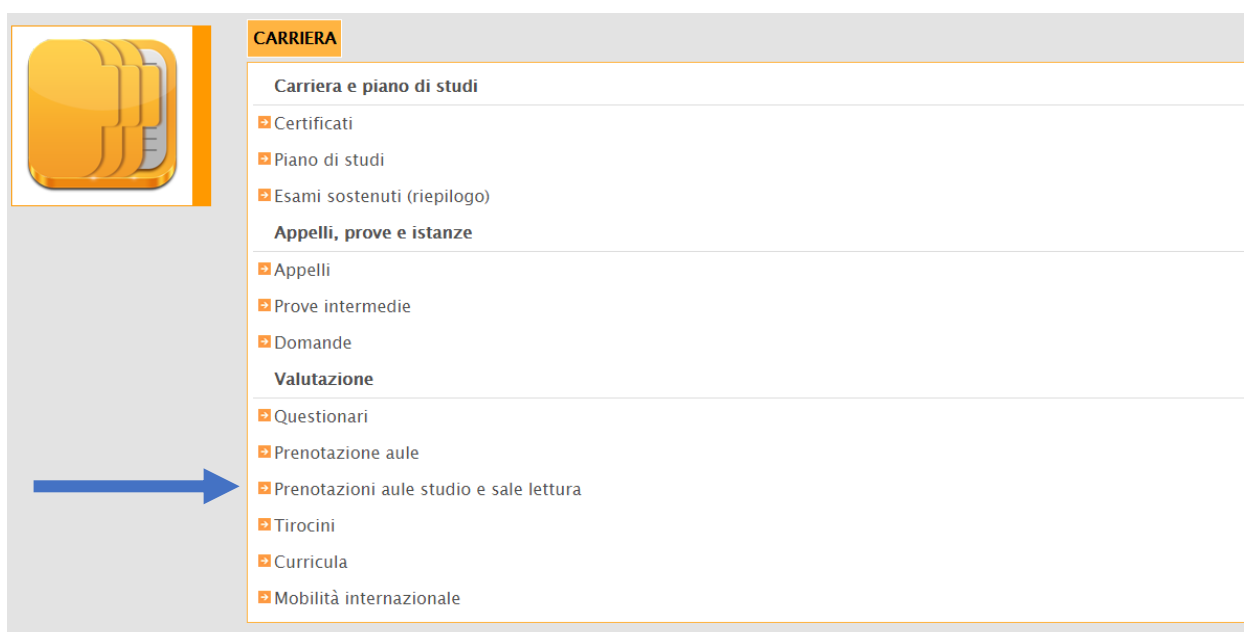 CARRIERA
Carriera e piano di studi
Certificati
Piano di studi
Esami sostenuti (riepilogo)
Appelli, prove e istanze
Appelli
Prove intermedie
Domande
Valutazione
Questionari
Prenotazione aule
Prenotazioni aule studio e sale lettura
Tirocini
Curricula
Mobilità internazionale